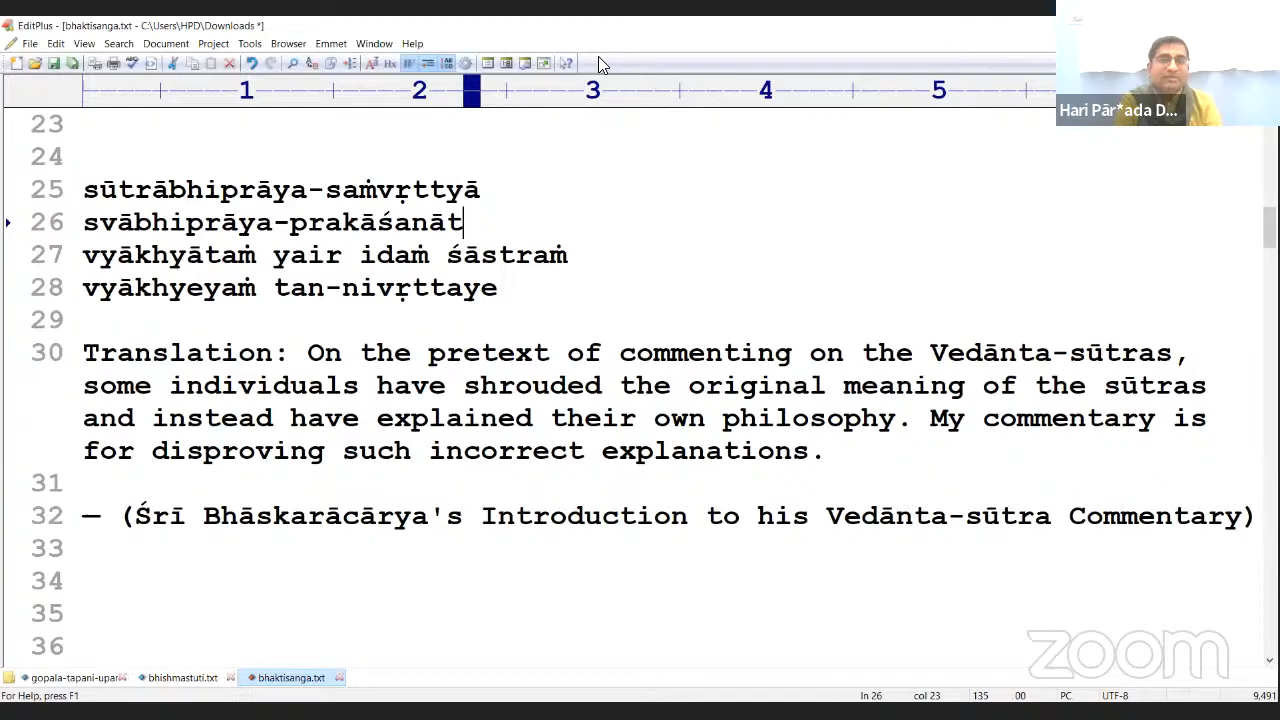 EditPlus - [bhaktisanga.txt - C:\Users\HPD\Downloads *]
File Edit View Search Document Project Tools Browser Emmet Window Help
1 2 3 4 5
Hari Pār*ada D...
23
24
25 sūtrābhiprāya-saṁvṛttyā
26 svābhiprāya-prakāśanāt
27 vyākhyātaṁ yair idaṁ śāstraṁ
28 vyākhyeyaṁ tan-nivṛttaye
29
30 Translation: On the pretext of commenting on the Vedānta-sūtras,
some individuals have shrouded the original meaning of the sūtras
and instead have explained their own philosophy. My commentary is
for disproving such incorrect explanations.
31
32 — (Śrī Bhāskarācārya's Introduction to his Vedānta-sūtra Commentary)
33
34
35
36
zoom
gopala-tapani-upar bhishmastuti.txt bhaktisanga.txt
For Help, press F1 ln 26 col 23 135 00 PC UTF-8 9,491